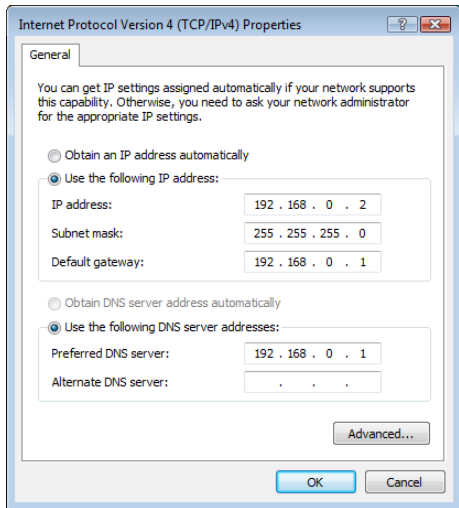 Internet Protocol Version 4 (TCP/IPv4) Properties
General
You can get IP settings assigned automatically if your network supports
this capability. Otherwise, you need to ask your network administrator
for the appropriate IP settings.
Obtain an IP address automatically
Use the following IP address:
IP address: 192 . 168 . 0 . 2
Subnet mask: 255 . 255 . 255 . 0
Default gateway: 192 . 168 . 0 . 1
Obtain DNS server address automatically
Use the following DNS server addresses:
Preferred DNS server: 192 . 168 . 0 . 1
Alternate DNS server: . . .
Advanced...
OK Cancel